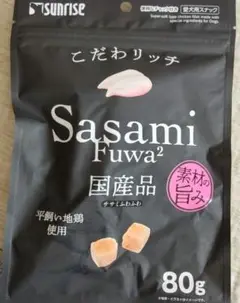 SUNRISE
愛犬用スナック
こだわリッチ
Sasami
Fuwa²
国産品
ササミふわふわ
素材の
旨み
平飼い地鶏
使用
80g